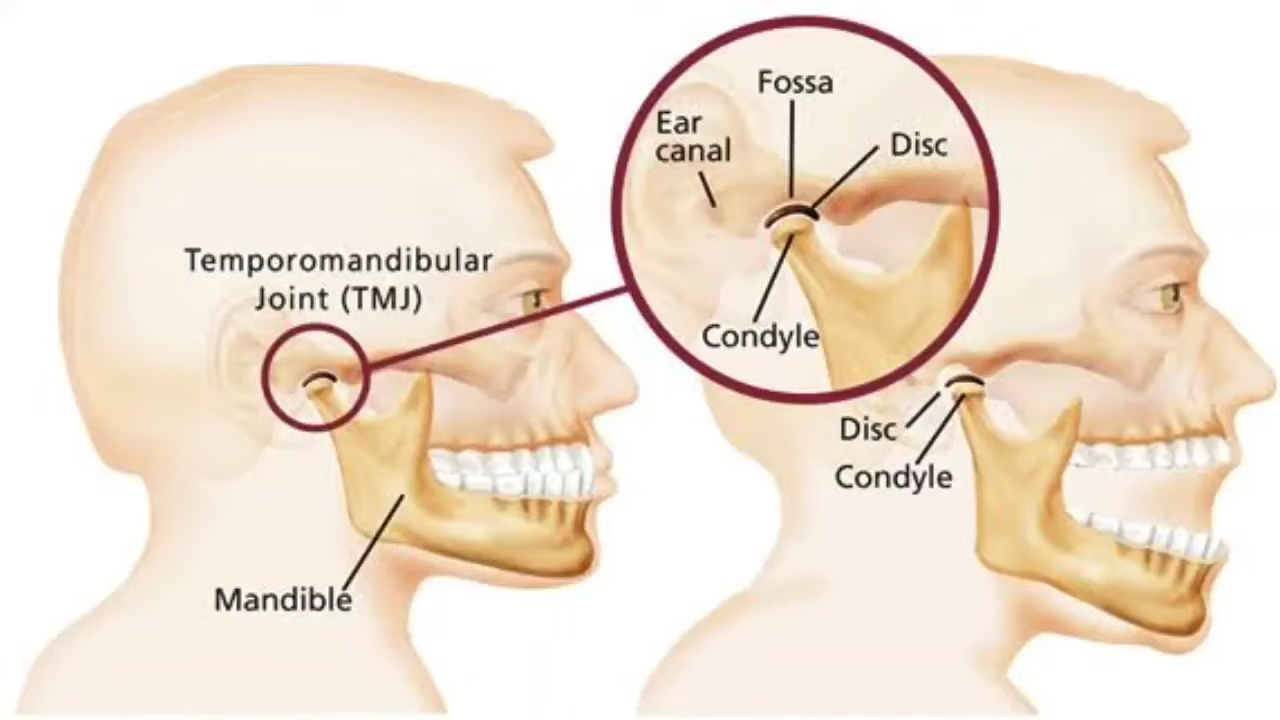 Temporomandibular
Joint (TMJ)
Mandible
Fossa
Ear
canal
Disc
Condyle
Disc
Condyle